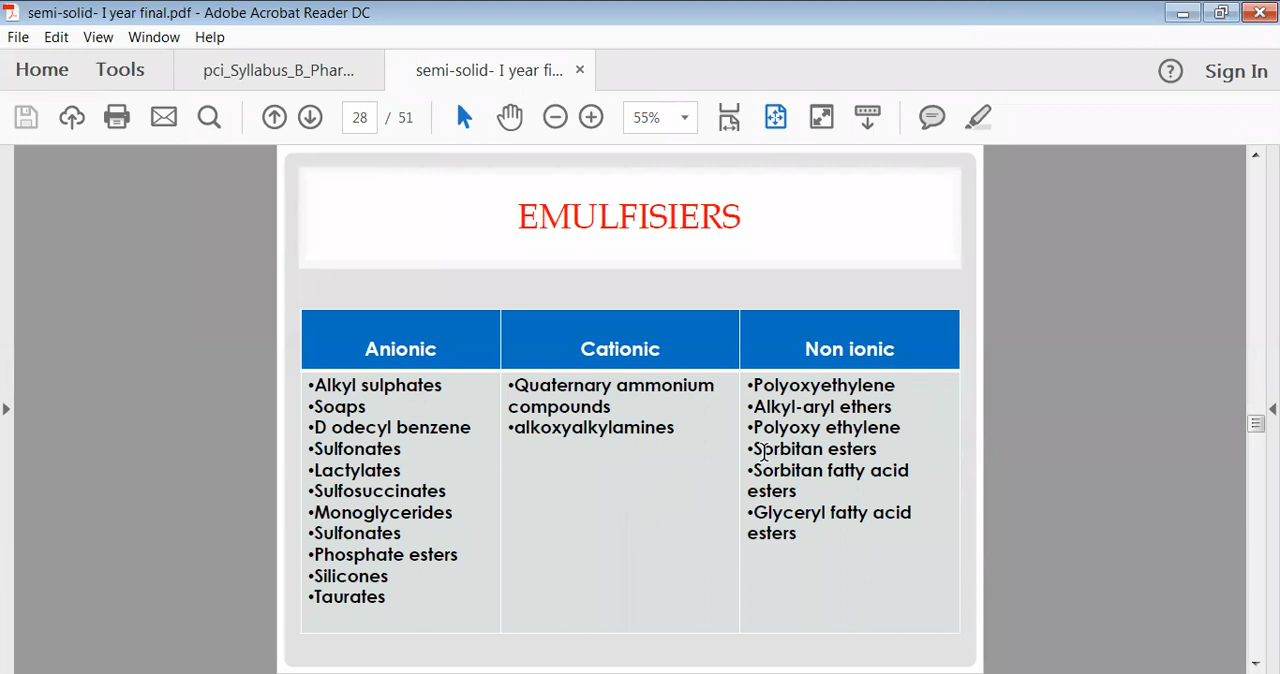 semi-solid- I year final.pdf - Adobe Acrobat Reader DC
File Edit View Window Help
Home Tools pci_Syllabus_B_Phar... semi-solid- I year fi... × ? Sign In
28 / 51 55%
EMULFISIERS
Anionic Cationic Non ionic
•Alkyl sulphates
•Soaps
•D odecyl benzene
•Sulfonates
•Lactylates
•Sulfosuccinates
•Monoglycerides
•Sulfonates
•Phosphate esters
•Silicones
•Taurates
•Quaternary ammonium
compounds
•alkoxyalkylamines
•Polyoxyethylene
•Alkyl-aryl ethers
•Polyoxy ethylene
•Sorbitan esters
•Sorbitan fatty acid
esters
•Glyceryl fatty acid
esters